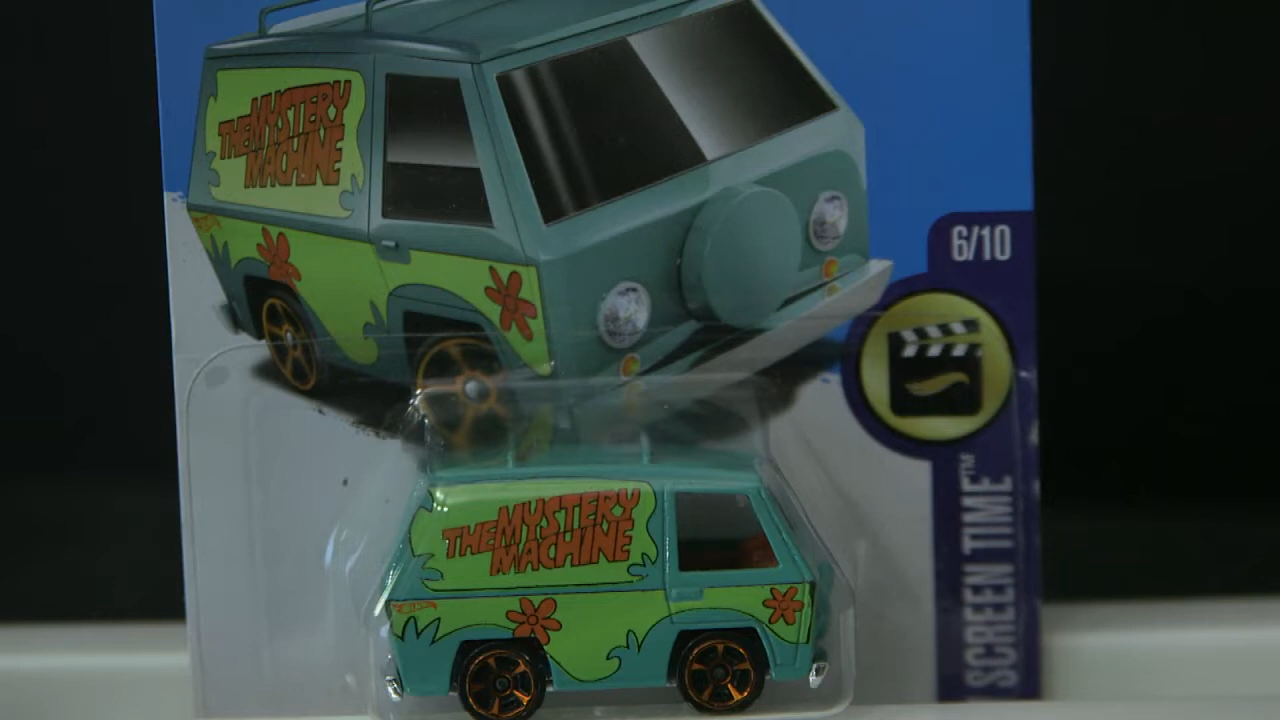 THE MYSTERY
MACHINE
6/10
SCREEN TIME™
THE MYSTERY
MACHINE